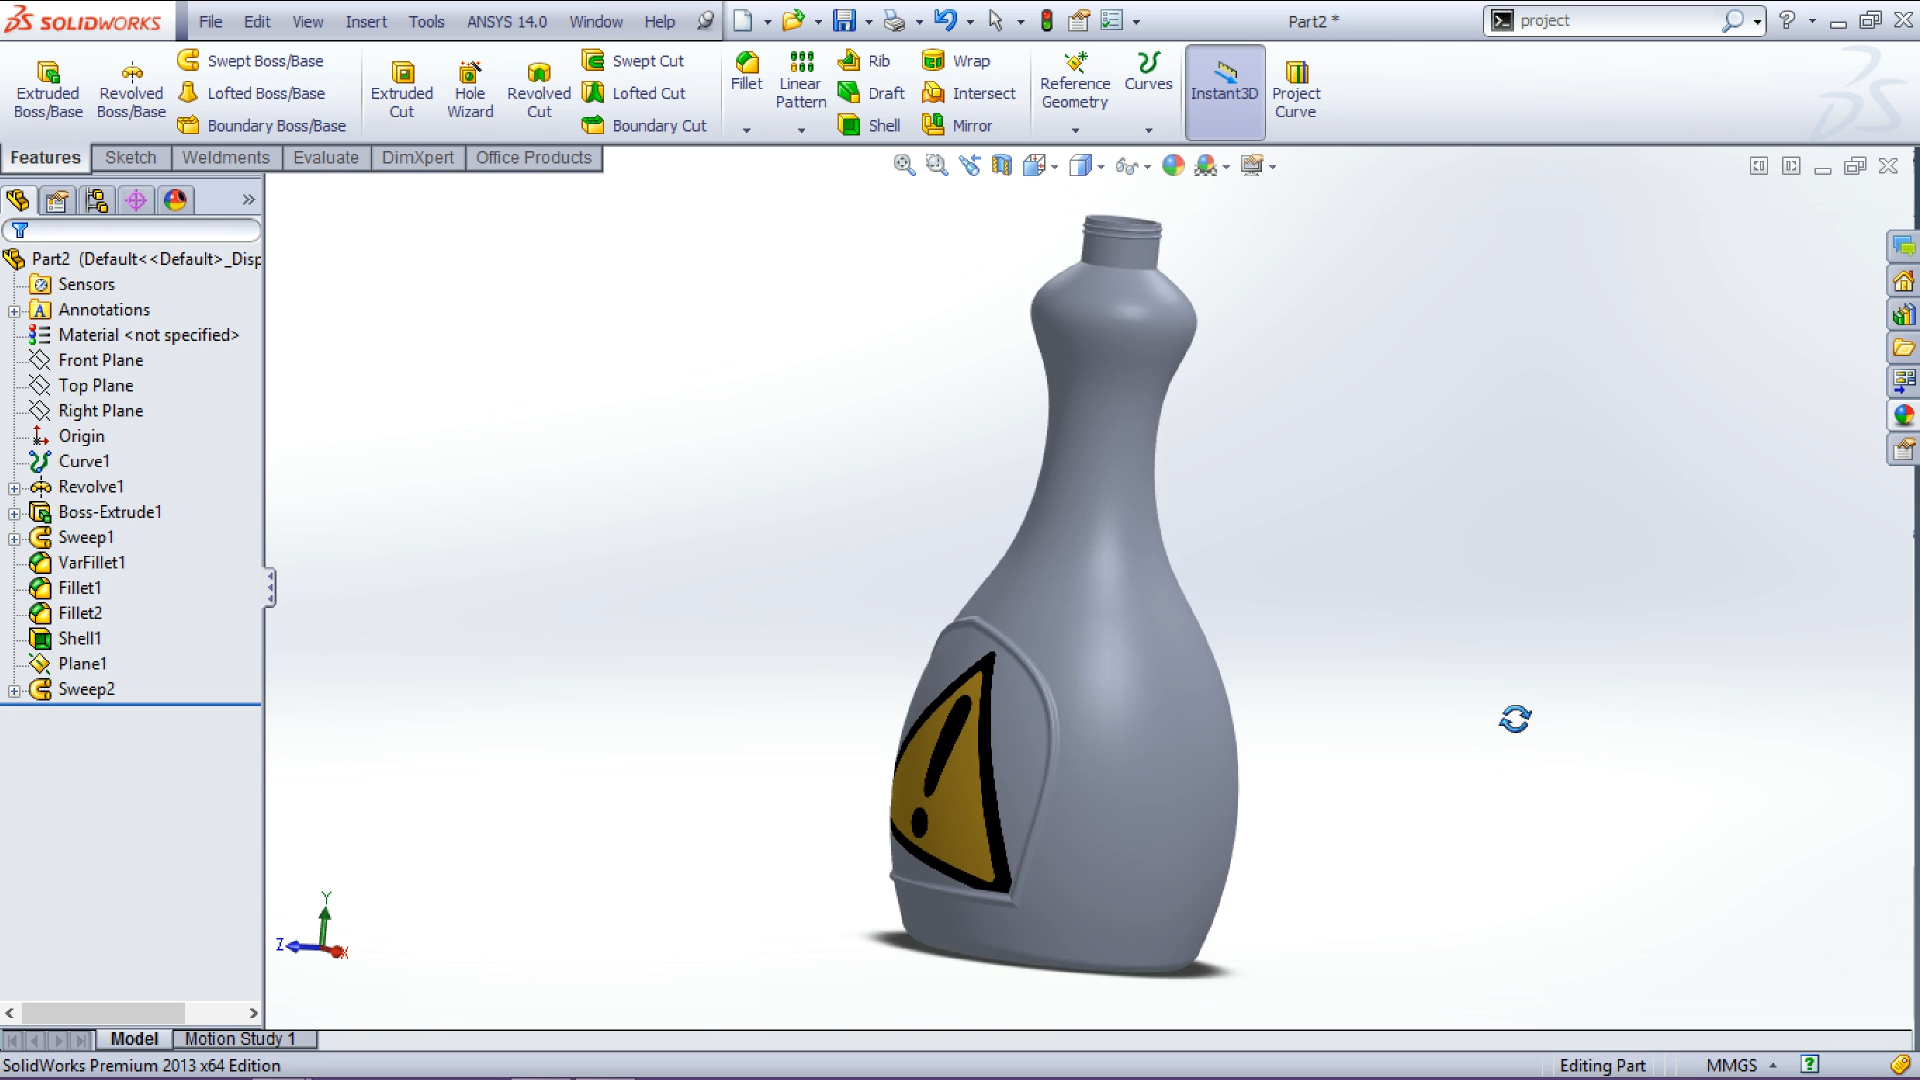 SOLIDWORKS
File Edit View Insert Tools ANSYS 14.0 Window Help
Part2 *
project
Extruded Boss/Base
Revolved Boss/Base
Swept Boss/Base
Lofted Boss/Base
Boundary Boss/Base
Extruded Cut
Hole Wizard
Revolved Cut
Swept Cut
Lofted Cut
Boundary Cut
Fillet
Linear Pattern
Rib
Draft
Shell
Wrap
Intersect
Mirror
Reference Geometry
Curves
Instant3D
Project Curve
Features Sketch Weldments Evaluate DimXpert Office Products
Part2 (Default<<Default>_Disp
Sensors
Annotations
Material <not specified>
Front Plane
Top Plane
Right Plane
Origin
Curve1
Revolve1
Boss-Extrude1
Sweep1
VarFillet1
Fillet1
Fillet2
Shell1
Plane1
Sweep2
!
Y
Z
X
Model Motion Study 1
SolidWorks Premium 2013 x64 Edition
Editing Part MMGS